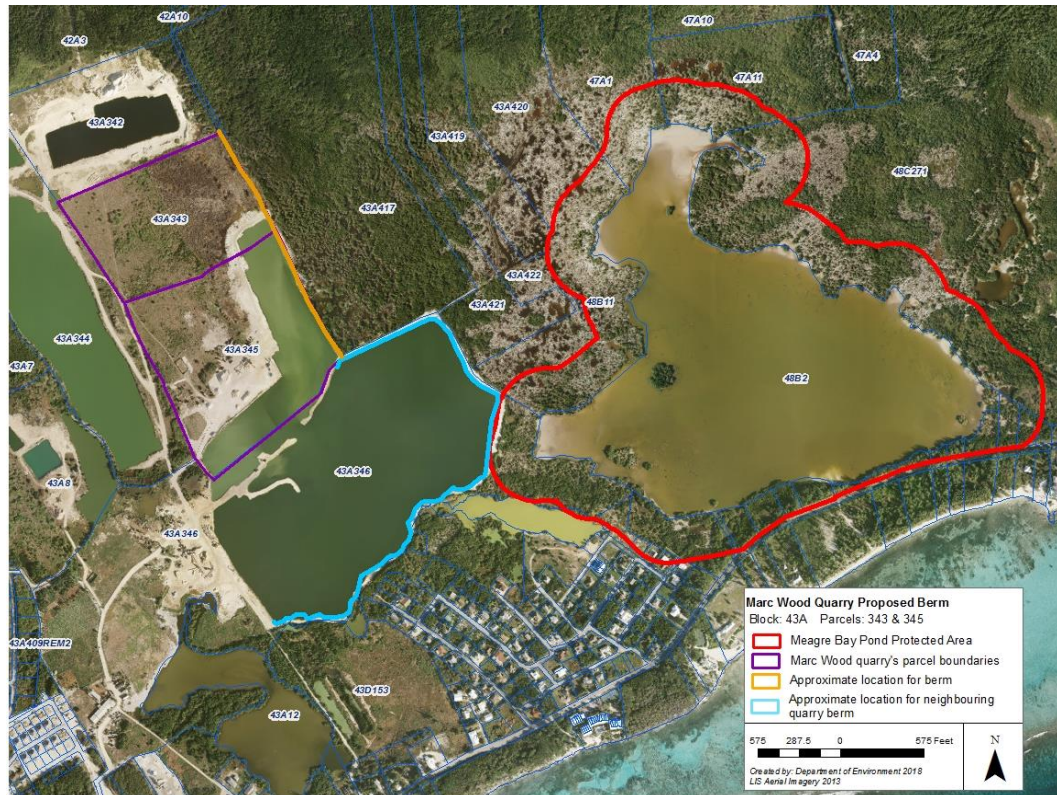 42A10
47A10
42A3
47A4
47A1
47A11
43A420
43A342
43A419
48C271
43A417
43A343
43A422
43A421
48B11
43A344
43A345
43A7
48B2
43A346
43A8
43A346
43A409REM2
43D153
43A12
Marc Wood Quarry Proposed Berm
Block: 43A Parcels: 343 & 345
Meagre Bay Pond Protected Area
Marc Wood quarry's parcel boundaries
Approximate location for berm
Approximate location for neighbouring
quarry berm
575 287.5 0 575 Feet
N
Created by: Department of Environment 2018
LIS Aerial Imagery 2013